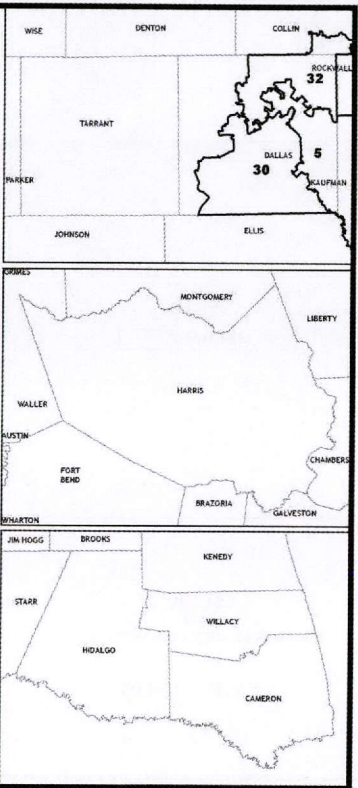 WISE
DENTON
COLLIN
ROCKWALL
32
TARRANT
DALLAS
5
30
PARKER
KAUFMAN
JOHNSON
ELLIS
GRIMES
MONTGOMERY
LIBERTY
HARRIS
WALLER
AUSTIN
CHAMBERS
FORT
BEND
BRAZORIA
GALVESTON
WHARTON
JIM HOGG
BROOKS
KENEDY
STARR
WILLACY
HIDALGO
CAMERON